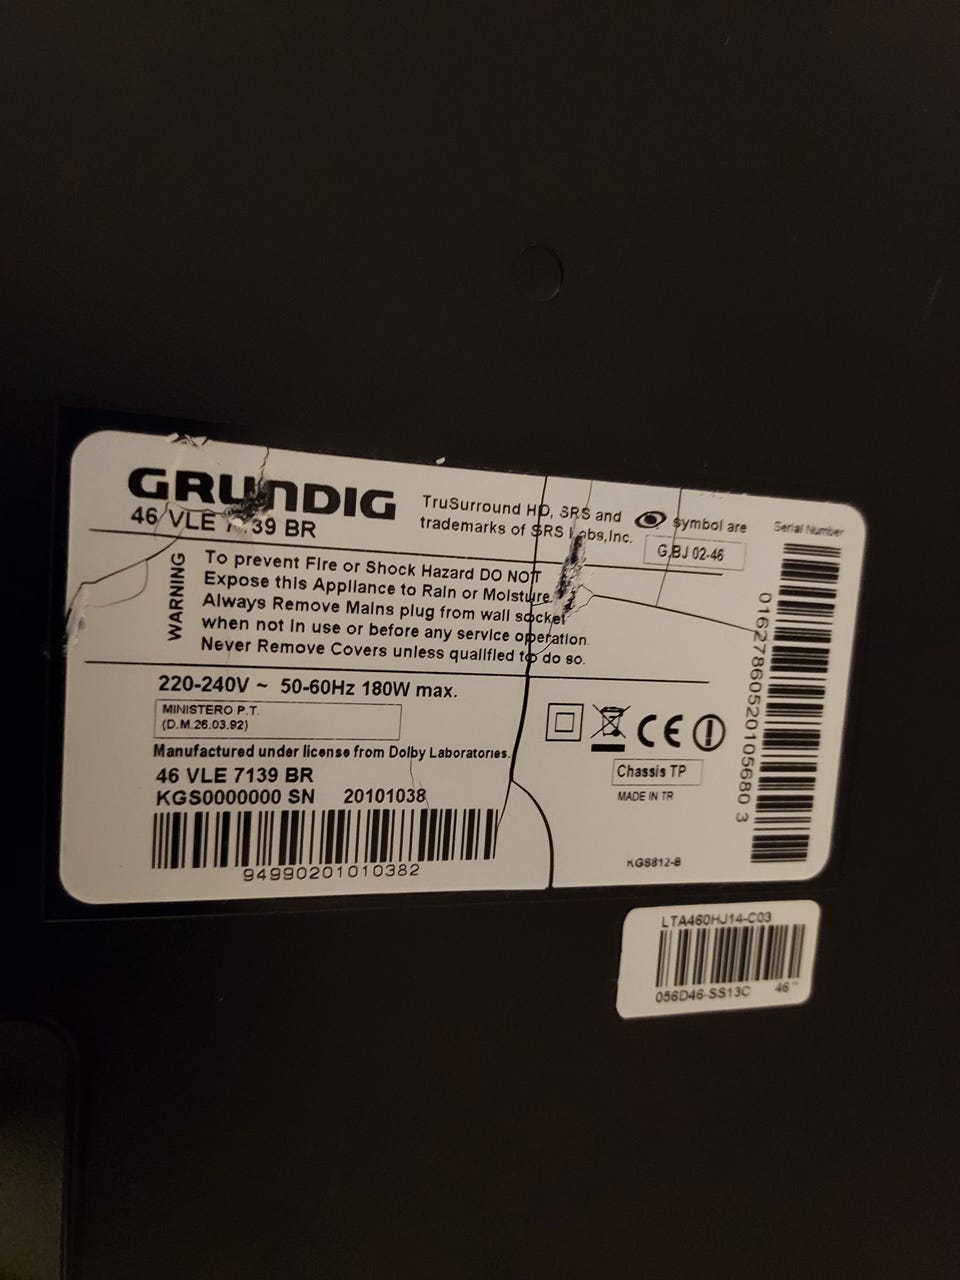 GRUNDIG
46 VLE 7139 BR
TruSurround HD, SRS and symbol are
trademarks of SRS Labs,Inc.
G.BJ 02-46
Serial Number
WARNING
To prevent Fire or Shock Hazard DO NOT
Expose this Appliance to Rain or Moisture.
Always Remove Mains plug from wall socket
when not in use or before any service operation.
Never Remove Covers unless qualified to do so.
220-240V ~ 50-60Hz 180W max.
MINISTERO P.T.
(D.M.26.03.92)
Manufactured under license from Dolby Laboratories.
46 VLE 7139 BR
KGS0000000 SN 20101038
94990201010382
CE
Chassis TP
MADE IN TR
KGS812-B
01627860520105680 3
LTA460HJ14-C03
056D46-SS13C 46"